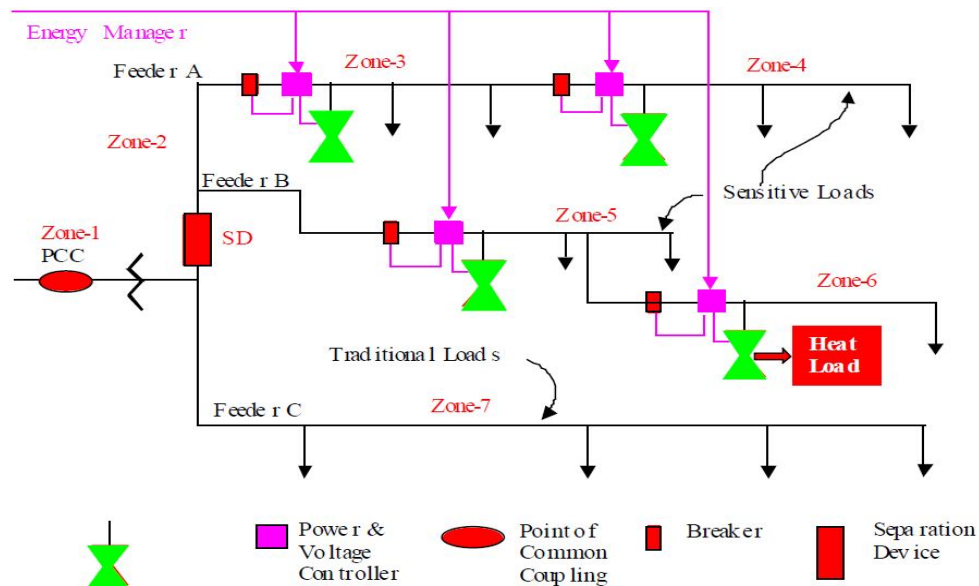 Energy Manager
Feeder A
Zone-3
Zone-4
Zone-2
Feeder B
Sensitive Loads
Zone-5
Zone-1
PCC
SD
Zone-6
Heat
Load
Traditional Loads
Feeder C
Zone-7
Power &
Voltage
Controller
Point of
Common
Coupling
Breaker
Separation
Device